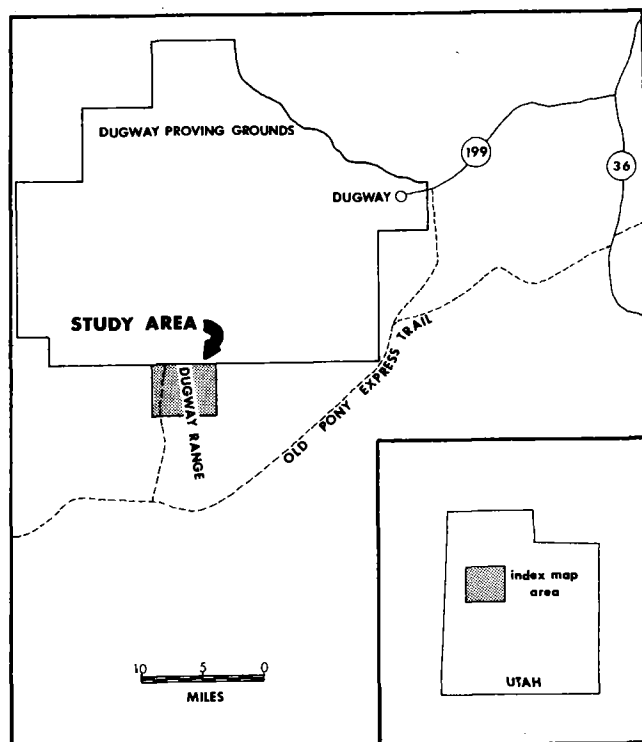 DUGWAY PROVING GROUNDS
199
36
DUGWAY
STUDY AREA
DUGWAY RANGE
OLD PONY EXPRESS TRAIL
10 5 0
MILES
index map
area
UTAH